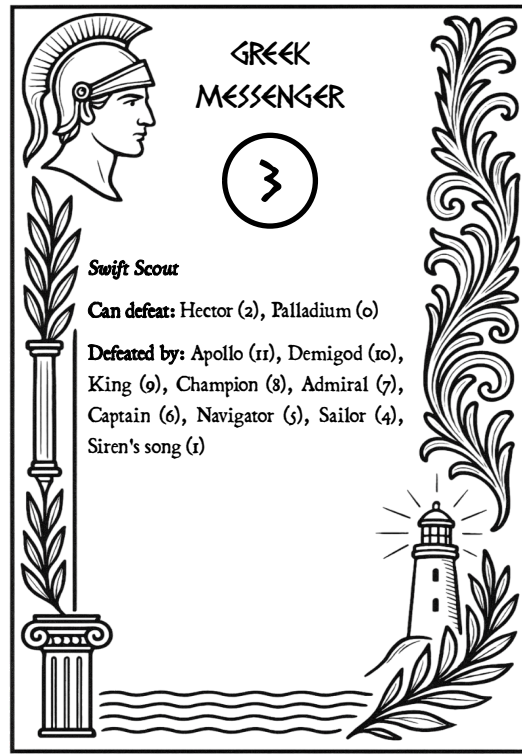 GREEK
MESSENGER
3
Swift Scout
Can defeat: Hector (2), Palladium (0)
Defeated by: Apollo (11), Demigod (10),
King (9), Champion (8), Admiral (7),
Captain (6), Navigator (5), Sailor (4),
Siren's song (1)